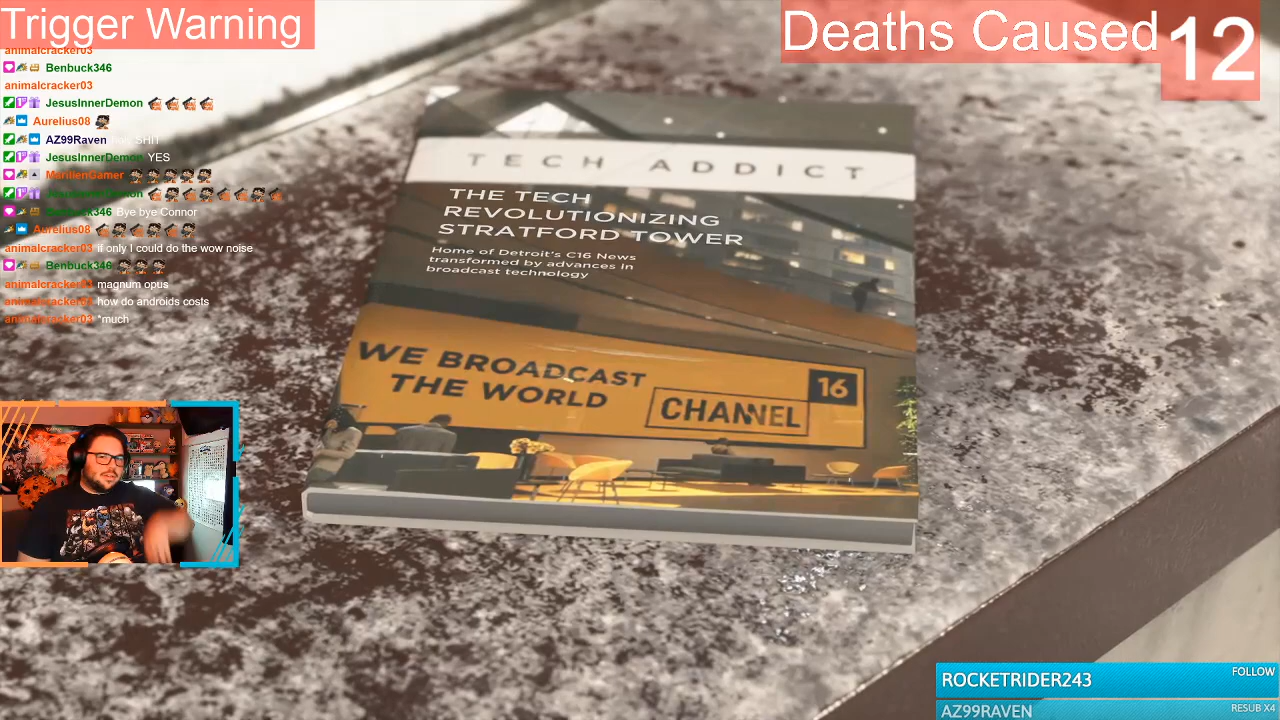 Trigger Warning
Deaths Caused 12
animalcracker03
Benbuck346
animalcracker03
JesusInnerDemon
Aurelius08
AZ99Raven SHIT
JesusInnerDemon YES
MarilienGamer
JesusInnerDemon
Benbuck346 Bye bye Connor
Aurelius08
animalcracker03 if only I could do the wow noise
Benbuck346
animalcracker03 magnum opus
animalcracker03 how do androids costs
animalcracker03 *much
TECH ADDICT
THE TECH
REVOLUTIONIZING
STRATFORD TOWER
Home of Detroit's C16 News
transformed by advances in
broadcast technology
WE BROADCAST
THE WORLD
CHANNEL
16
ROCKETRIDER243 FOLLOW
AZ99RAVEN RESUB X4